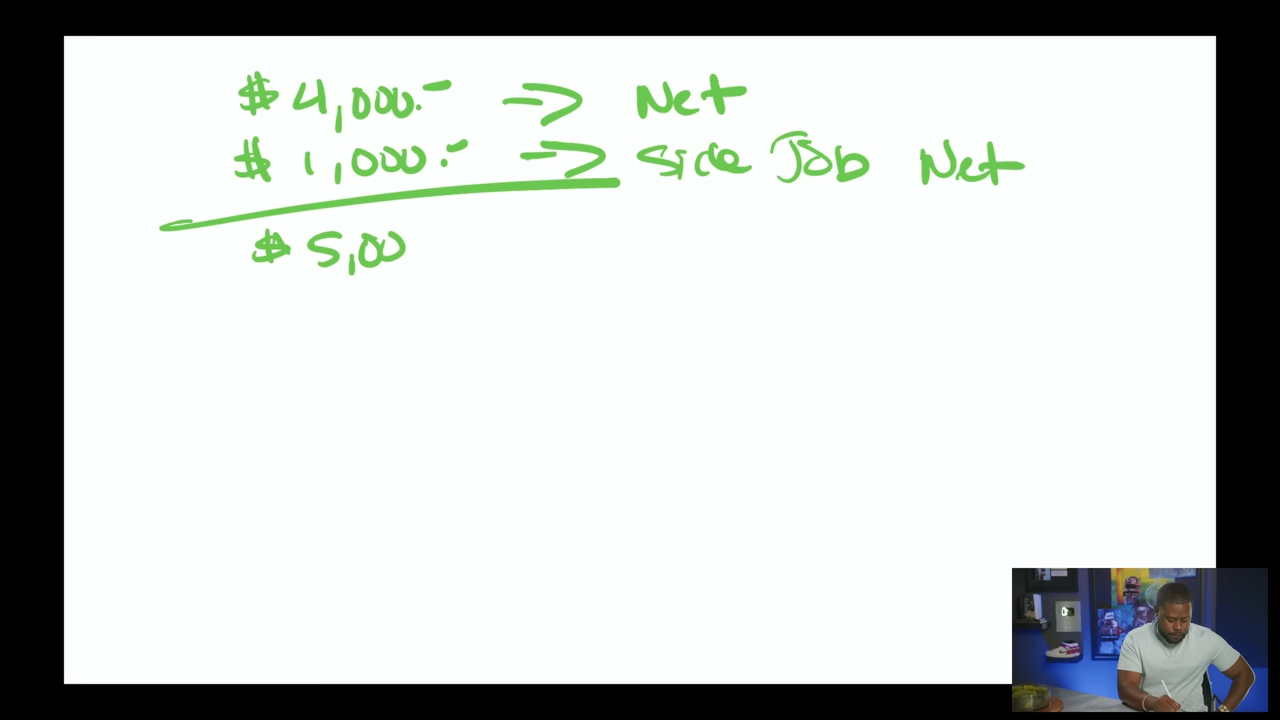 $ 4,000.- -> Net
$ 1,000.- -> Side Job Net
$ 5,00